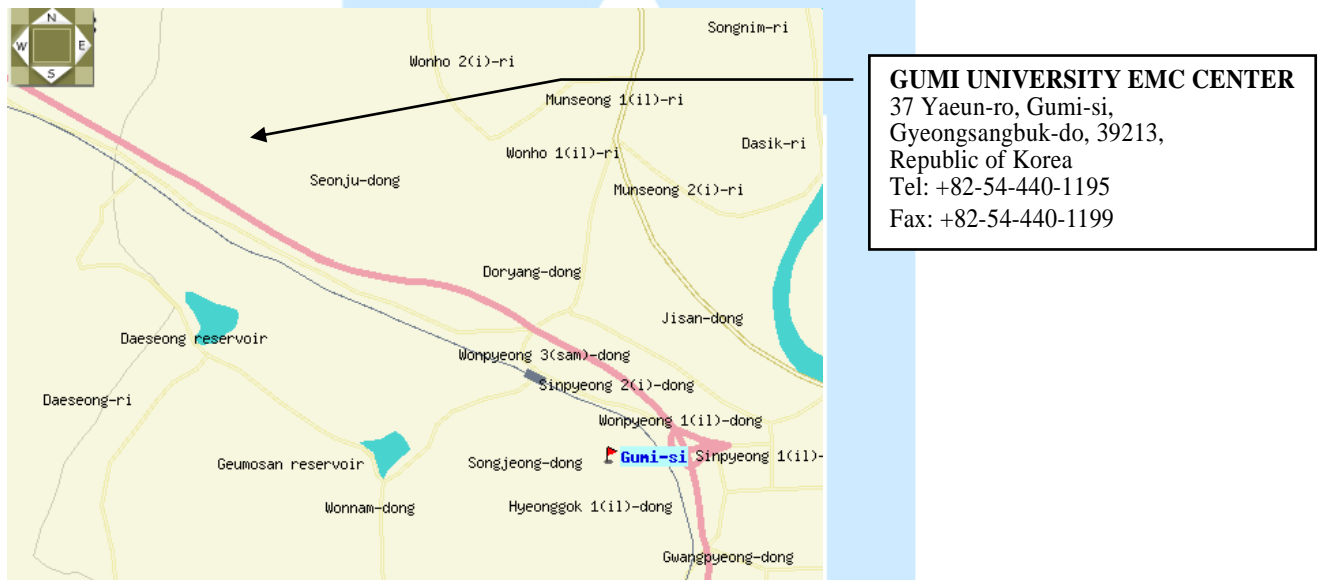 N
W
E
S
Songnim-ri
Wonho 2(i)-ri
Munseong 1(il)-ri
Dasik-ri
Wonho 1(il)-ri
Seonju-dong
Munseong 2(i)-ri
Doryang-dong
Jisan-dong
Daeseong reservoir
Wonpyeong 3(sam)-dong
Sinpyeong 2(i)-dong
Daeseong-ri
Wonpyeong 1(il)-dong
Geumosan reservoir
Songjeong-dong
Gumi-si
Sinpyeong 1(il)-
Wonnam-dong
Hyeonggok 1(il)-dong
Gwangpyeong-dong
GUMI UNIVERSITY EMC CENTER
37 Yaeun-ro, Gumi-si,
Gyeongsangbuk-do, 39213,
Republic of Korea
Tel: +82-54-440-1195
Fax: +82-54-440-1199